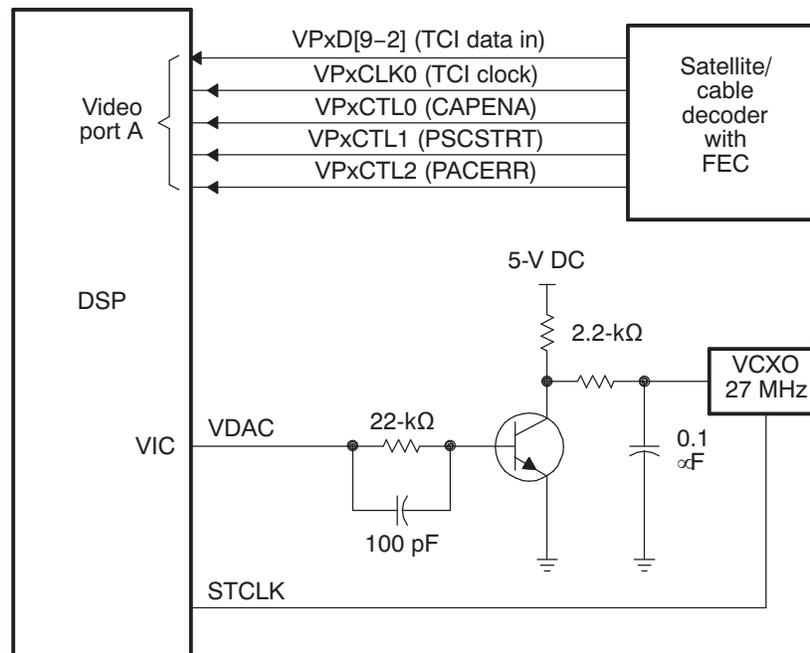 VPxD[9−2] (TCI data in)
VPxCLK0 (TCI clock)
VPxCTL0 (CAPENA)
VPxCTL1 (PSCSTRT)
VPxCTL2 (PACERR)
Video
port A
Satellite/
cable
decoder
with
FEC
DSP
5-V DC
2.2-kΩ
VCXO
27 MHz
VIC
VDAC
22-kΩ
100 pF
0.1
∝F
STCLK